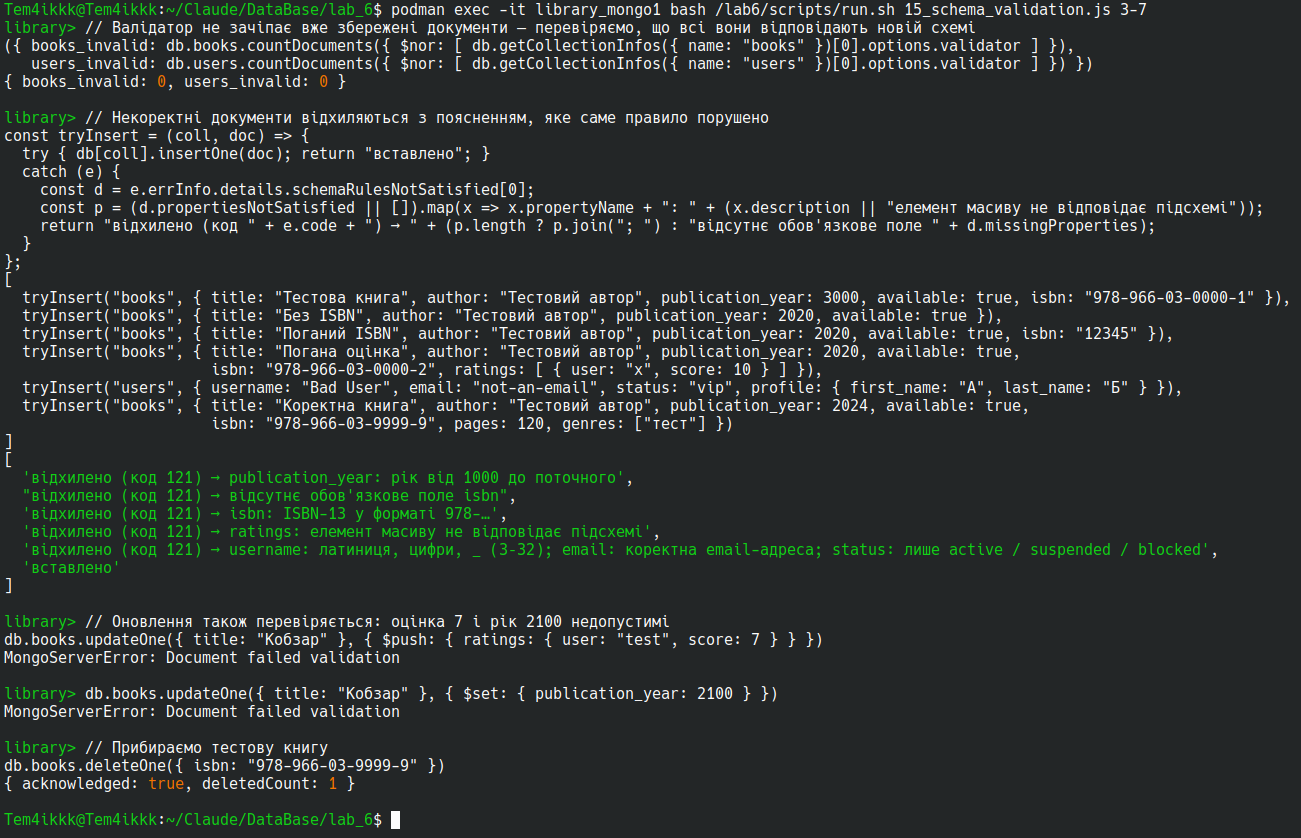 Tem4ikkk@Tem4ikkk:~/Claude/DataBase/lab_6$ podman exec -it library_mongo1 bash /lab6/scripts/run.sh 15_schema_validation.js 3-7
library> // Валідатор не зачіпає вже збережені документи — перевіряємо, що всі вони відповідають новій схемі
({ books_invalid: db.books.countDocuments({ $nor: [ db.getCollectionInfos({ name: "books" })[0].options.validator ] }),
   users_invalid: db.users.countDocuments({ $nor: [ db.getCollectionInfos({ name: "users" })[0].options.validator ] }) })
{ books_invalid: 0, users_invalid: 0 }

library> // Некоректні документи відхиляються з поясненням, яке саме правило порушено
const tryInsert = (coll, doc) => {
  try { db[coll].insertOne(doc); return "вставлено"; }
  catch (e) {
    const d = e.errInfo.details.schemaRulesNotSatisfied[0];
    const p = (d.propertiesNotSatisfied || []).map(x => x.propertyName + ": " + (x.description || "елемент масиву не відповідає підсхемі"));
    return "відхилено (код " + e.code + ") → " + (p.length ? p.join("; ") : "відсутнє обов'язкове поле " + d.missingProperties);
  }
};
[
  tryInsert("books", { title: "Тестова книга", author: "Тестовий автор", publication_year: 3000, available: true, isbn: "978-966-03-0000-1" }),
  tryInsert("books", { title: "Без ISBN", author: "Тестовий автор", publication_year: 2020, available: true }),
  tryInsert("books", { title: "Поганий ISBN", author: "Тестовий автор", publication_year: 2020, available: true, isbn: "12345" }),
  tryInsert("books", { title: "Погана оцінка", author: "Тестовий автор", publication_year: 2020, available: true,
                       isbn: "978-966-03-0000-2", ratings: [ { user: "x", score: 10 } ] }),
  tryInsert("users", { username: "Bad User", email: "not-an-email", status: "vip", profile: { first_name: "А", last_name: "Б" } }),
  tryInsert("books", { title: "Коректна книга", author: "Тестовий автор", publication_year: 2024, available: true,
                       isbn: "978-966-03-9999-9", pages: 120, genres: ["тест"] })
]
[
  'відхилено (код 121) → publication_year: рік від 1000 до поточного',
  "відхилено (код 121) → відсутнє обов'язкове поле isbn",
  'відхилено (код 121) → isbn: ISBN-13 у форматі 978-…',
  'відхилено (код 121) → ratings: елемент масиву не відповідає підсхемі',
  'відхилено (код 121) → username: латиниця, цифри, _ (3-32); email: коректна email-адреса; status: лише active / suspended / blocked',
  'вставлено'
]

library> // Оновлення також перевіряється: оцінка 7 і рік 2100 недопустимі
db.books.updateOne({ title: "Кобзар" }, { $push: { ratings: { user: "test", score: 7 } } })
MongoServerError: Document failed validation

library> db.books.updateOne({ title: "Кобзар" }, { $set: { publication_year: 2100 } })
MongoServerError: Document failed validation

library> // Прибираємо тестову книгу
db.books.deleteOne({ isbn: "978-966-03-9999-9" })
{ acknowledged: true, deletedCount: 1 }

Tem4ikkk@Tem4ikkk:~/Claude/DataBase/lab_6$